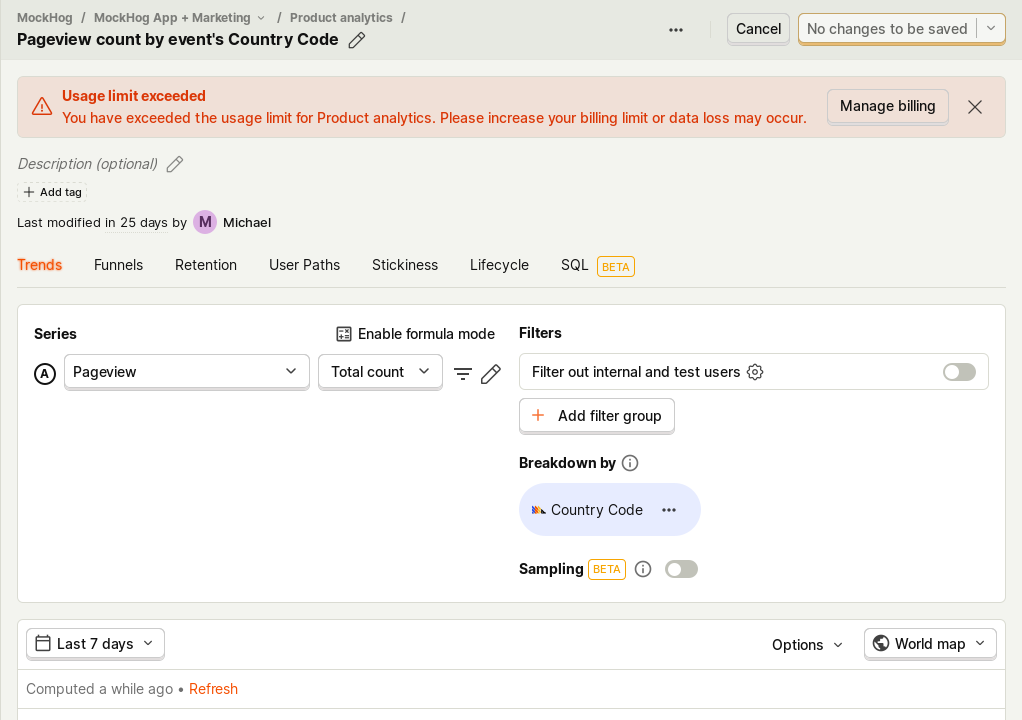 MockHog / MockHog App + Marketing / Product analytics /
Pageview count by event's Country Code
Cancel
No changes to be saved
Usage limit exceeded
You have exceeded the usage limit for Product analytics. Please increase your billing limit or data loss may occur.
Manage billing
Description (optional)
Add tag
Last modified in 25 days by M Michael
Trends Funnels Retention User Paths Stickiness Lifecycle SQL BETA
Series
Enable formula mode
A Pageview Total count
Filters
Filter out internal and test users
+ Add filter group
Breakdown by
Country Code
Sampling BETA
Last 7 days
Options
World map
Computed a while ago • Refresh